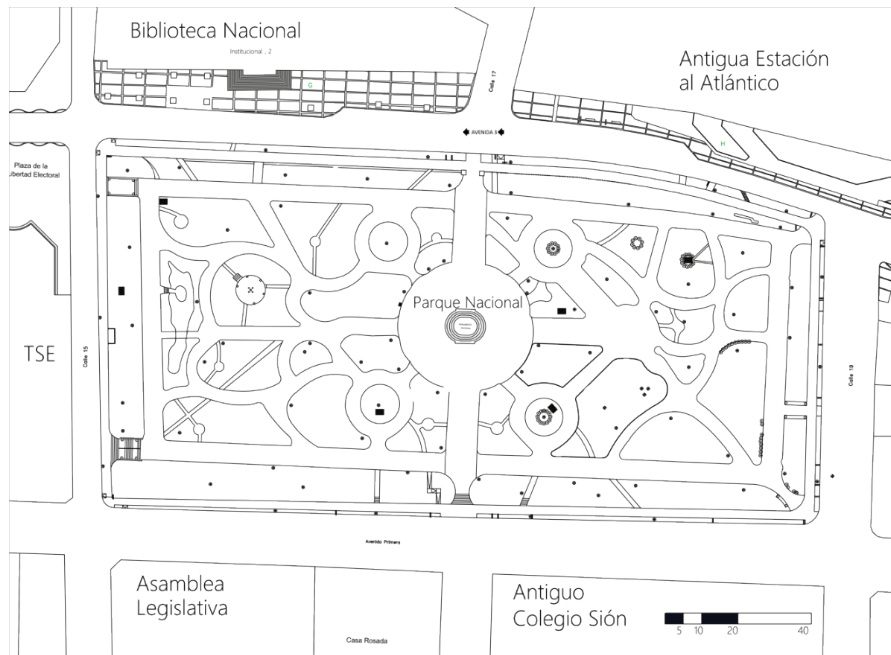 Biblioteca Nacional
Institucional . 2
G
Calle 17
Antigua Estación
al Atlántico
AVENIDA 3
H
Plaza de la
Libertad Electoral
Parque Nacional
TSE
Calle 15
Calle 19
Avenida Primera
Asamblea
Legislativa
Casa Rosada
Antiguo
Colegio Sión
5 10 20 40